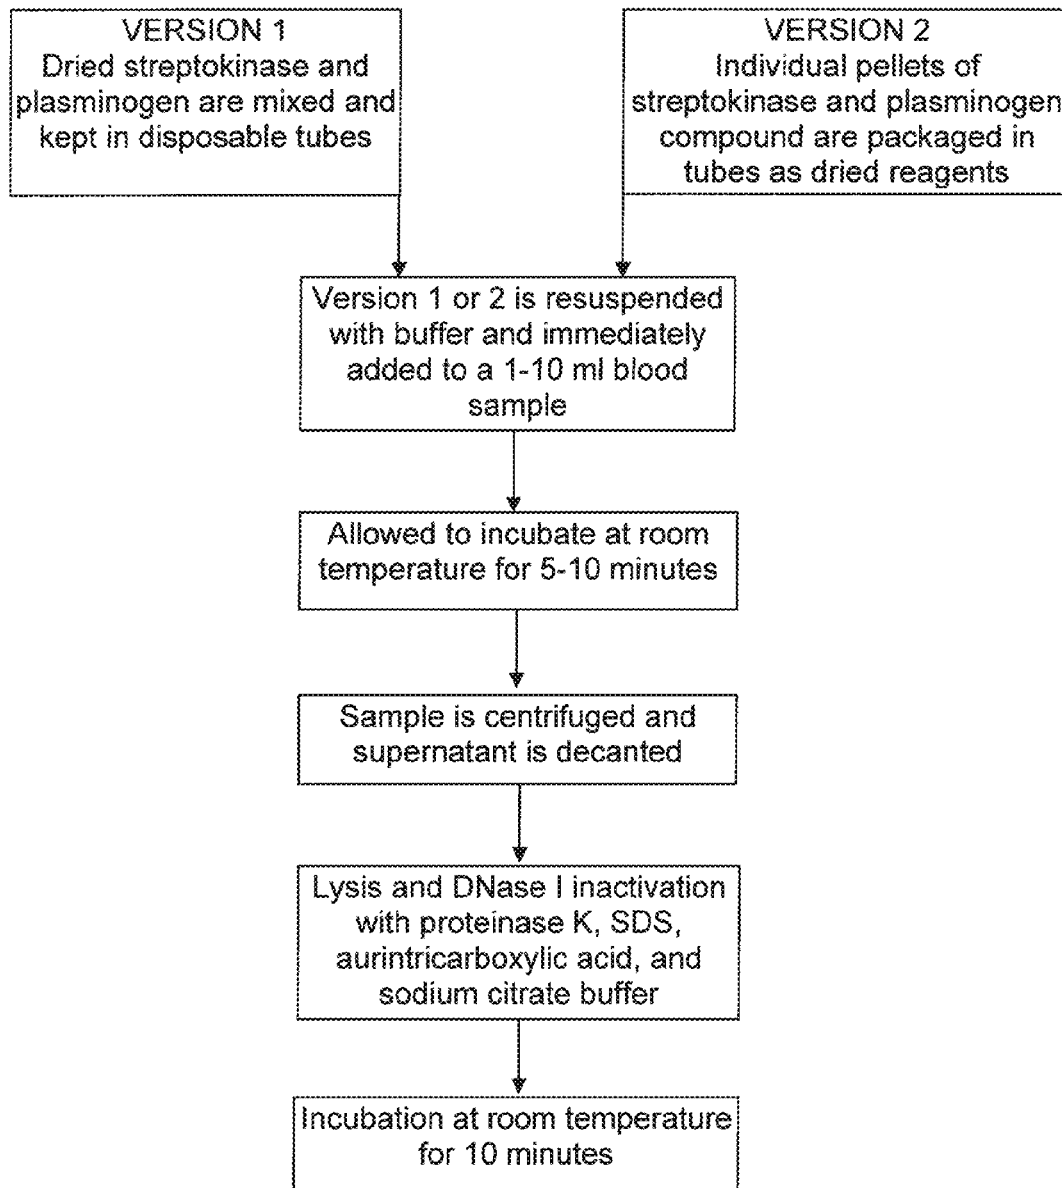 VERSION 1
Dried streptokinase and
plasminogen are mixed and
kept in disposable tubes
VERSION 2
Individual pellets of
streptokinase and plasminogen
compound are packaged in
tubes as dried reagents
Version 1 or 2 is resuspended
with buffer and immediately
added to a 1-10 ml blood
sample
Allowed to incubate at room
temperature for 5-10 minutes
Sample is centrifuged and
supernatant is decanted
Lysis and DNase I inactivation
with proteinase K, SDS,
aurintricarboxylic acid, and
sodium citrate buffer
Incubation at room temperature
for 10 minutes